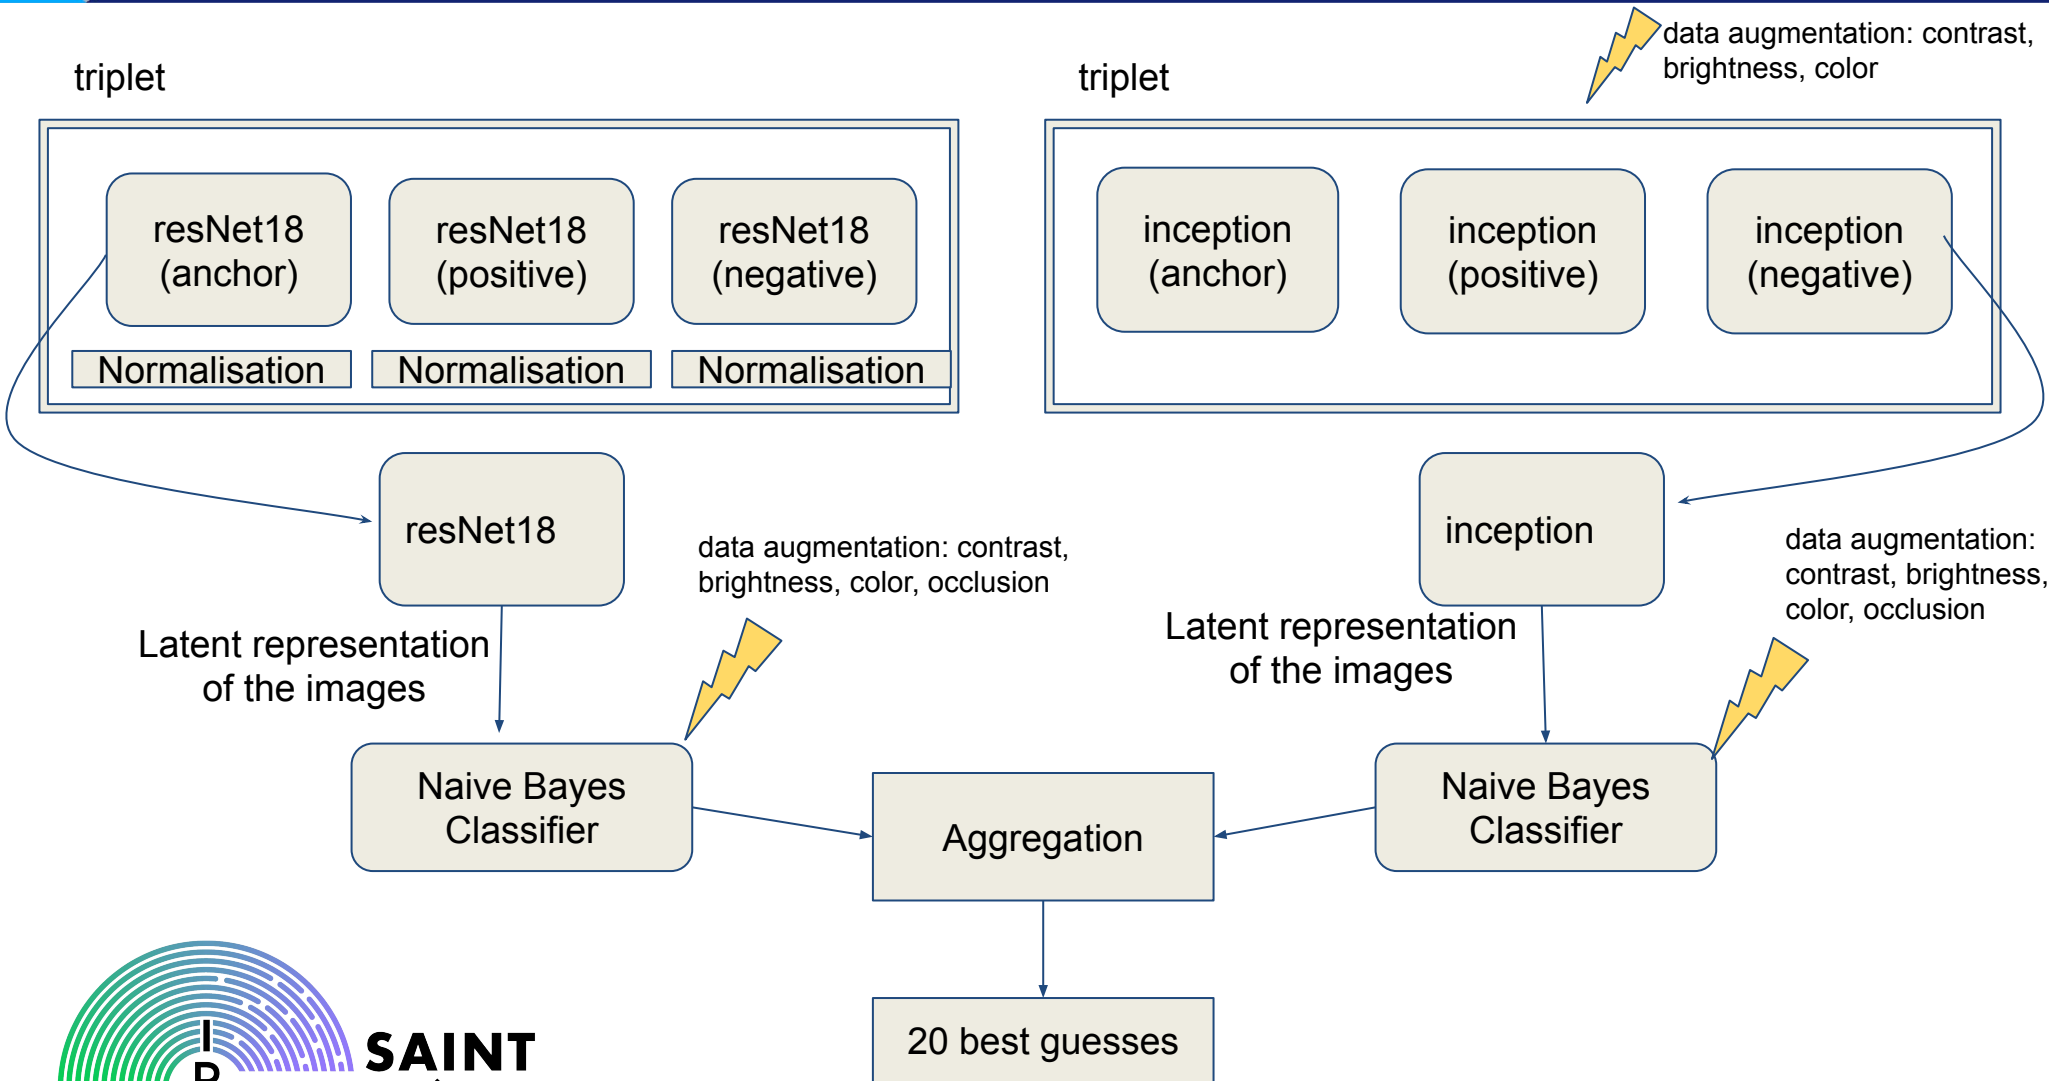 data augmentation: contrast,
brightness, color
triplet
triplet
resNet18
(anchor)
resNet18
(positive)
resNet18
(negative)
Normalisation
Normalisation
Normalisation
inception
(anchor)
inception
(positive)
inception
(negative)
resNet18
inception
data augmentation: contrast,
brightness, color, occlusion
data augmentation:
contrast, brightness,
color, occlusion
Latent representation
of the images
Latent representation
of the images
Naive Bayes
Classifier
Aggregation
Naive Bayes
Classifier
20 best guesses
SAINT